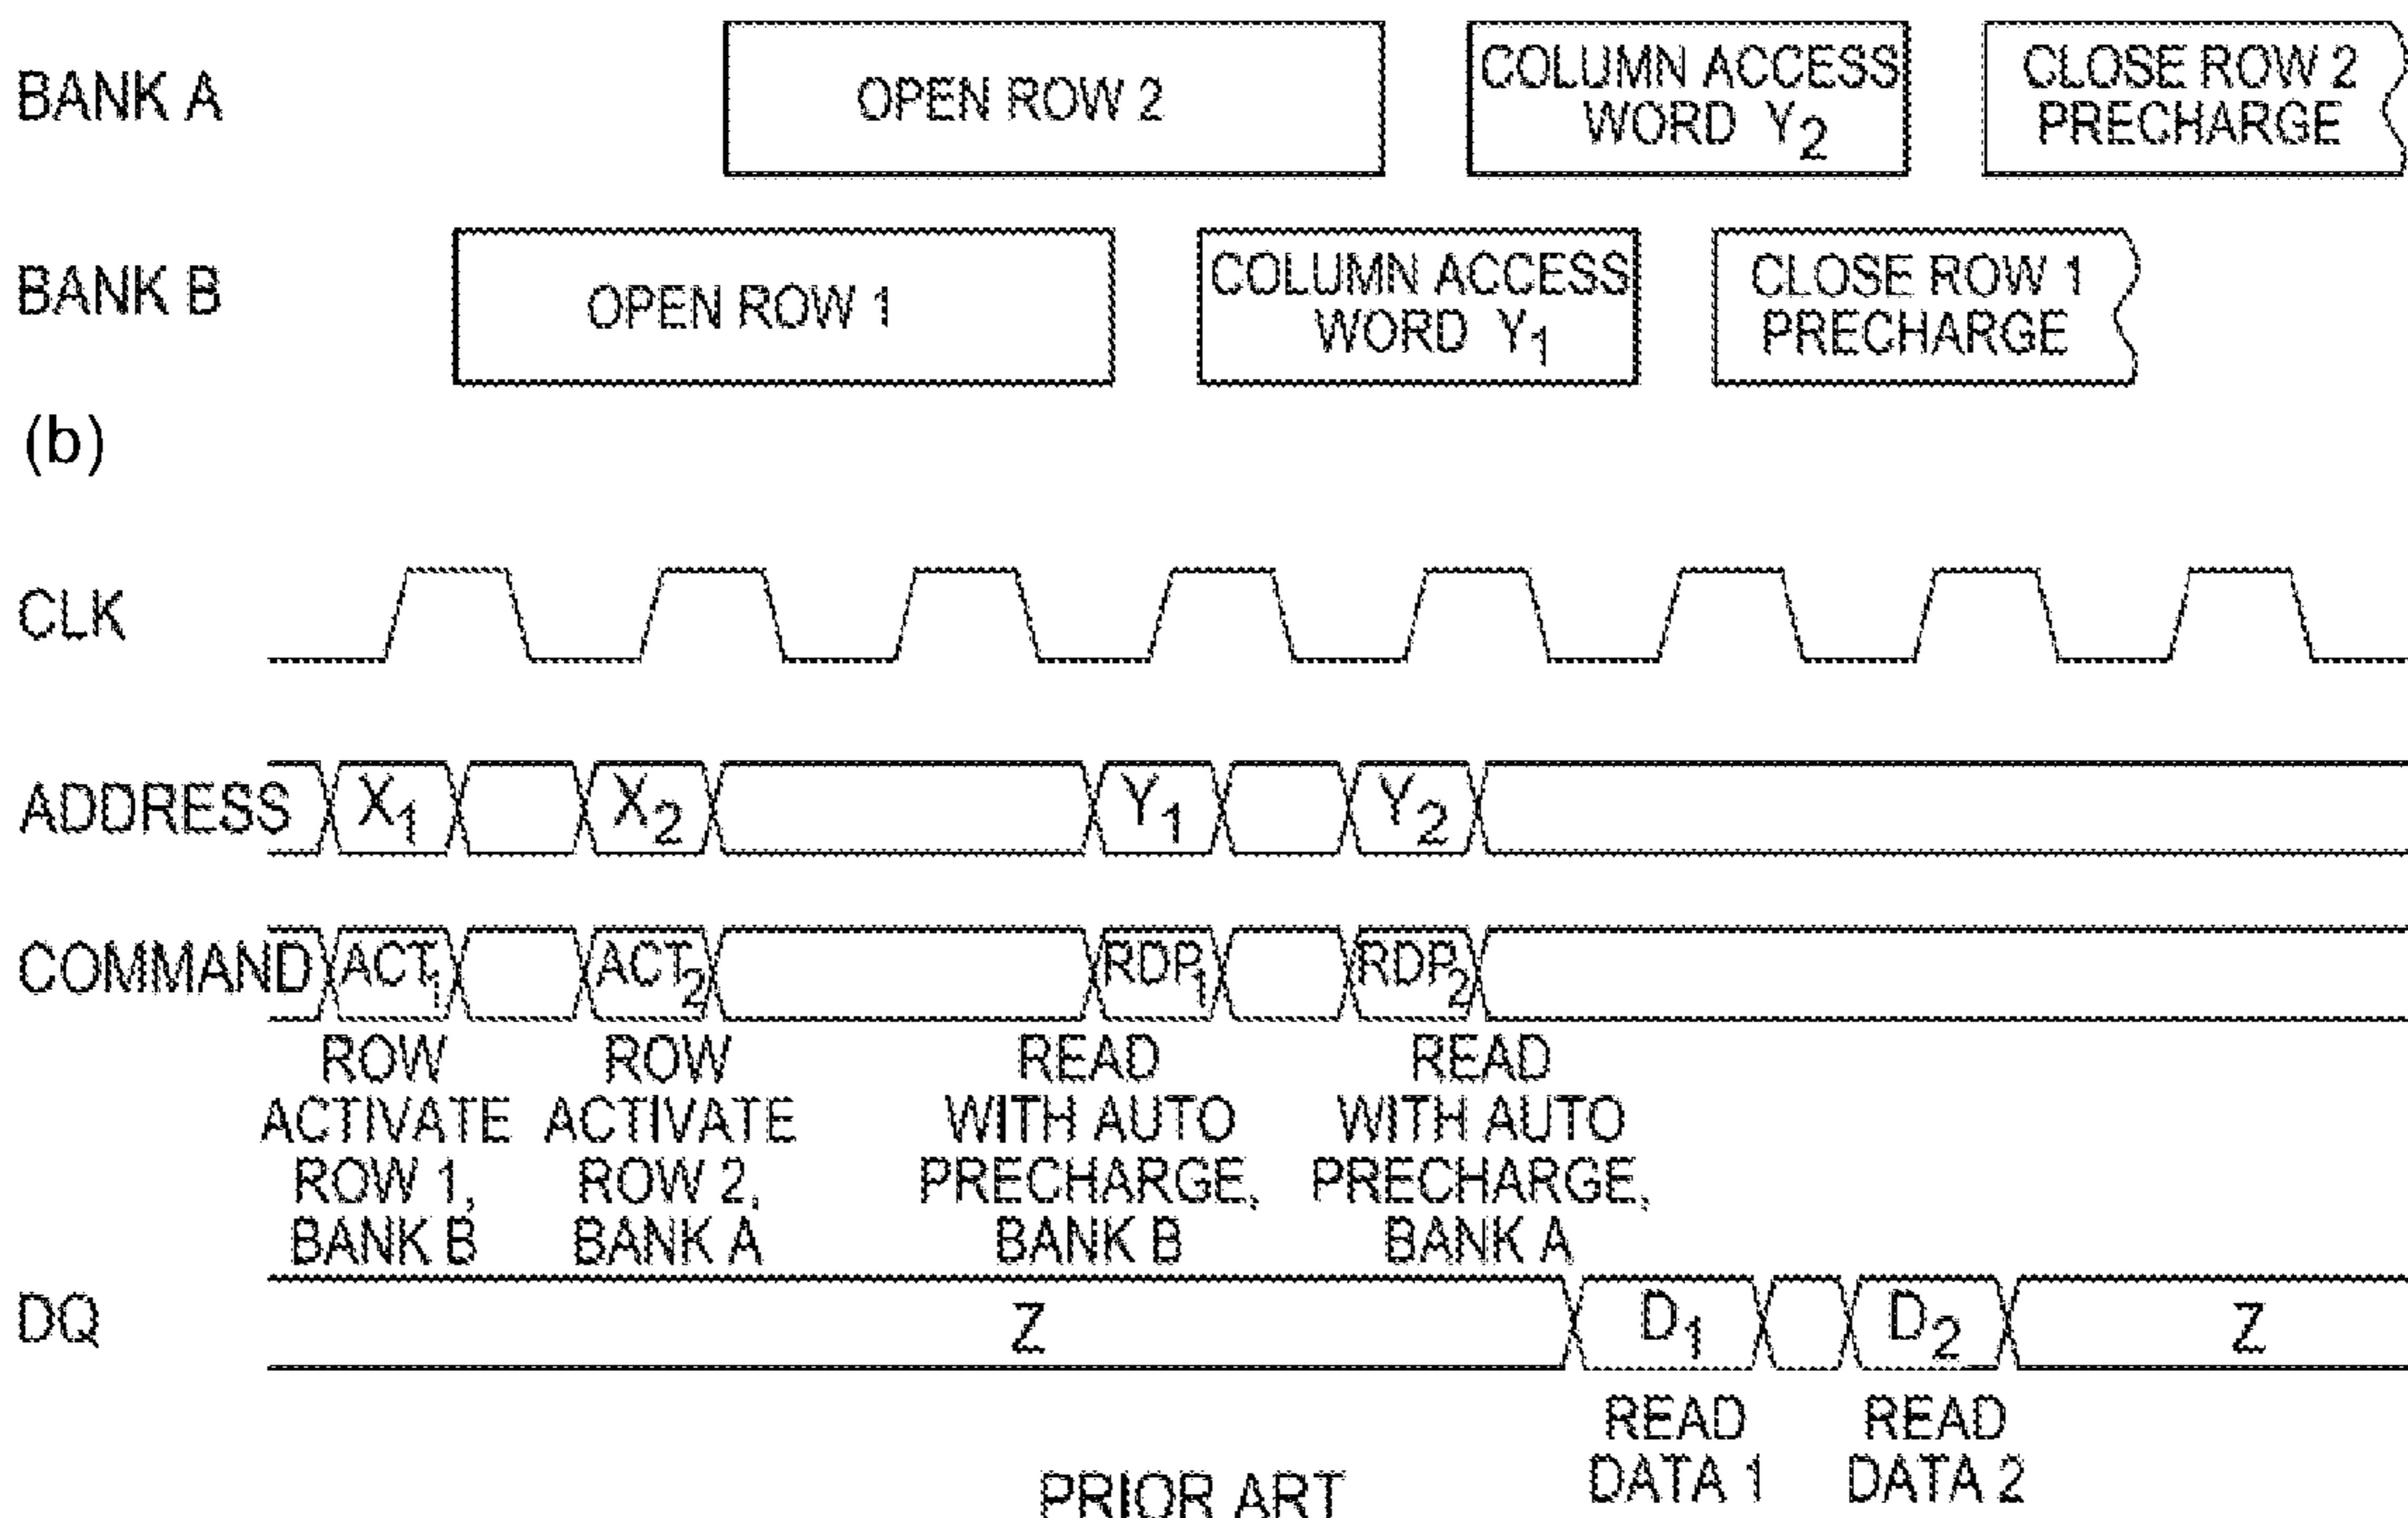 BANK A
OPEN ROW 2
COLUMN ACCESS
WORD Y2
CLOSE ROW 2
PRECHARGE
BANK B
OPEN ROW 1
COLUMN ACCESS
WORD Y1
CLOSE ROW 1
PRECHARGE
(b)
CLK
ADDRESS X1 X2 Y1 Y2
COMMAND ACT1 ACT2 RDP1 RDP2
ROW
ACTIVATE
ROW 1,
BANK B
ROW
ACTIVATE
ROW 2,
BANK A
READ
WITH AUTO
PRECHARGE,
BANK B
READ
WITH AUTO
PRECHARGE,
BANK A
DQ Z D1 D2 Z
READ
DATA 1
READ
DATA 2
PRIOR ART